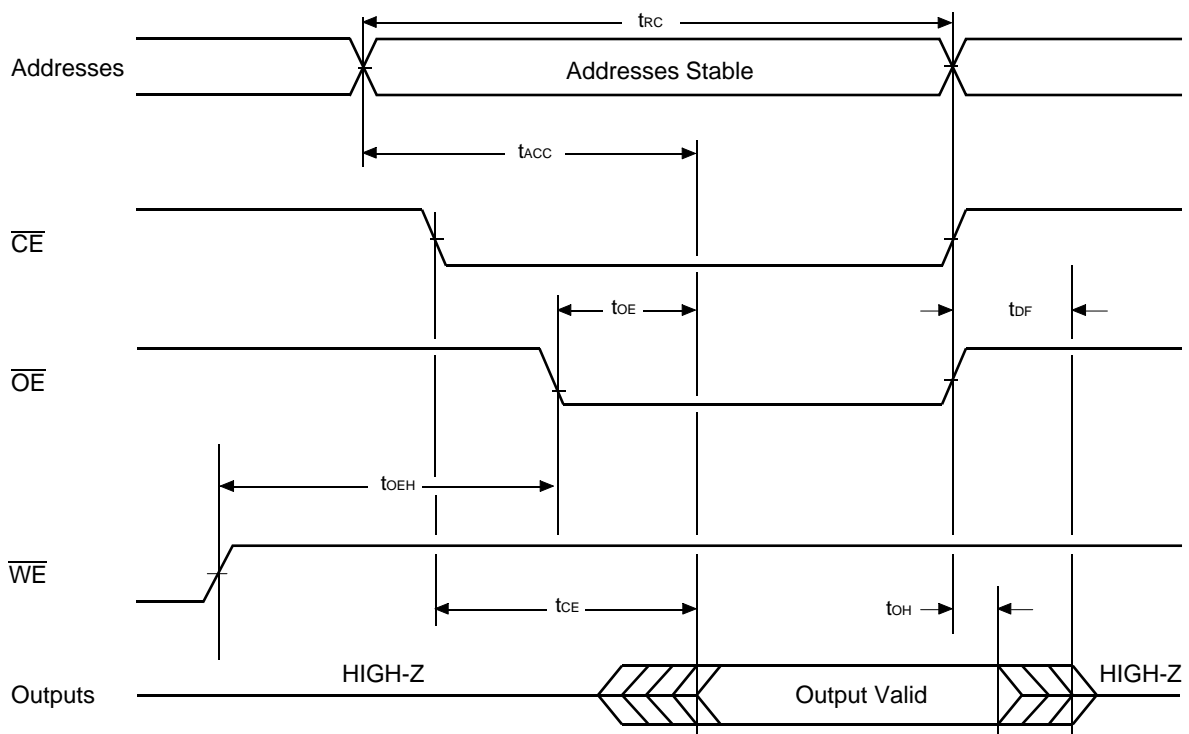 tRC
Addresses
Addresses Stable
tACC
CE
tOE
tDF
OE
tOEH
WE
tCE
tOH
HIGH-Z
HIGH-Z
Outputs
Output Valid